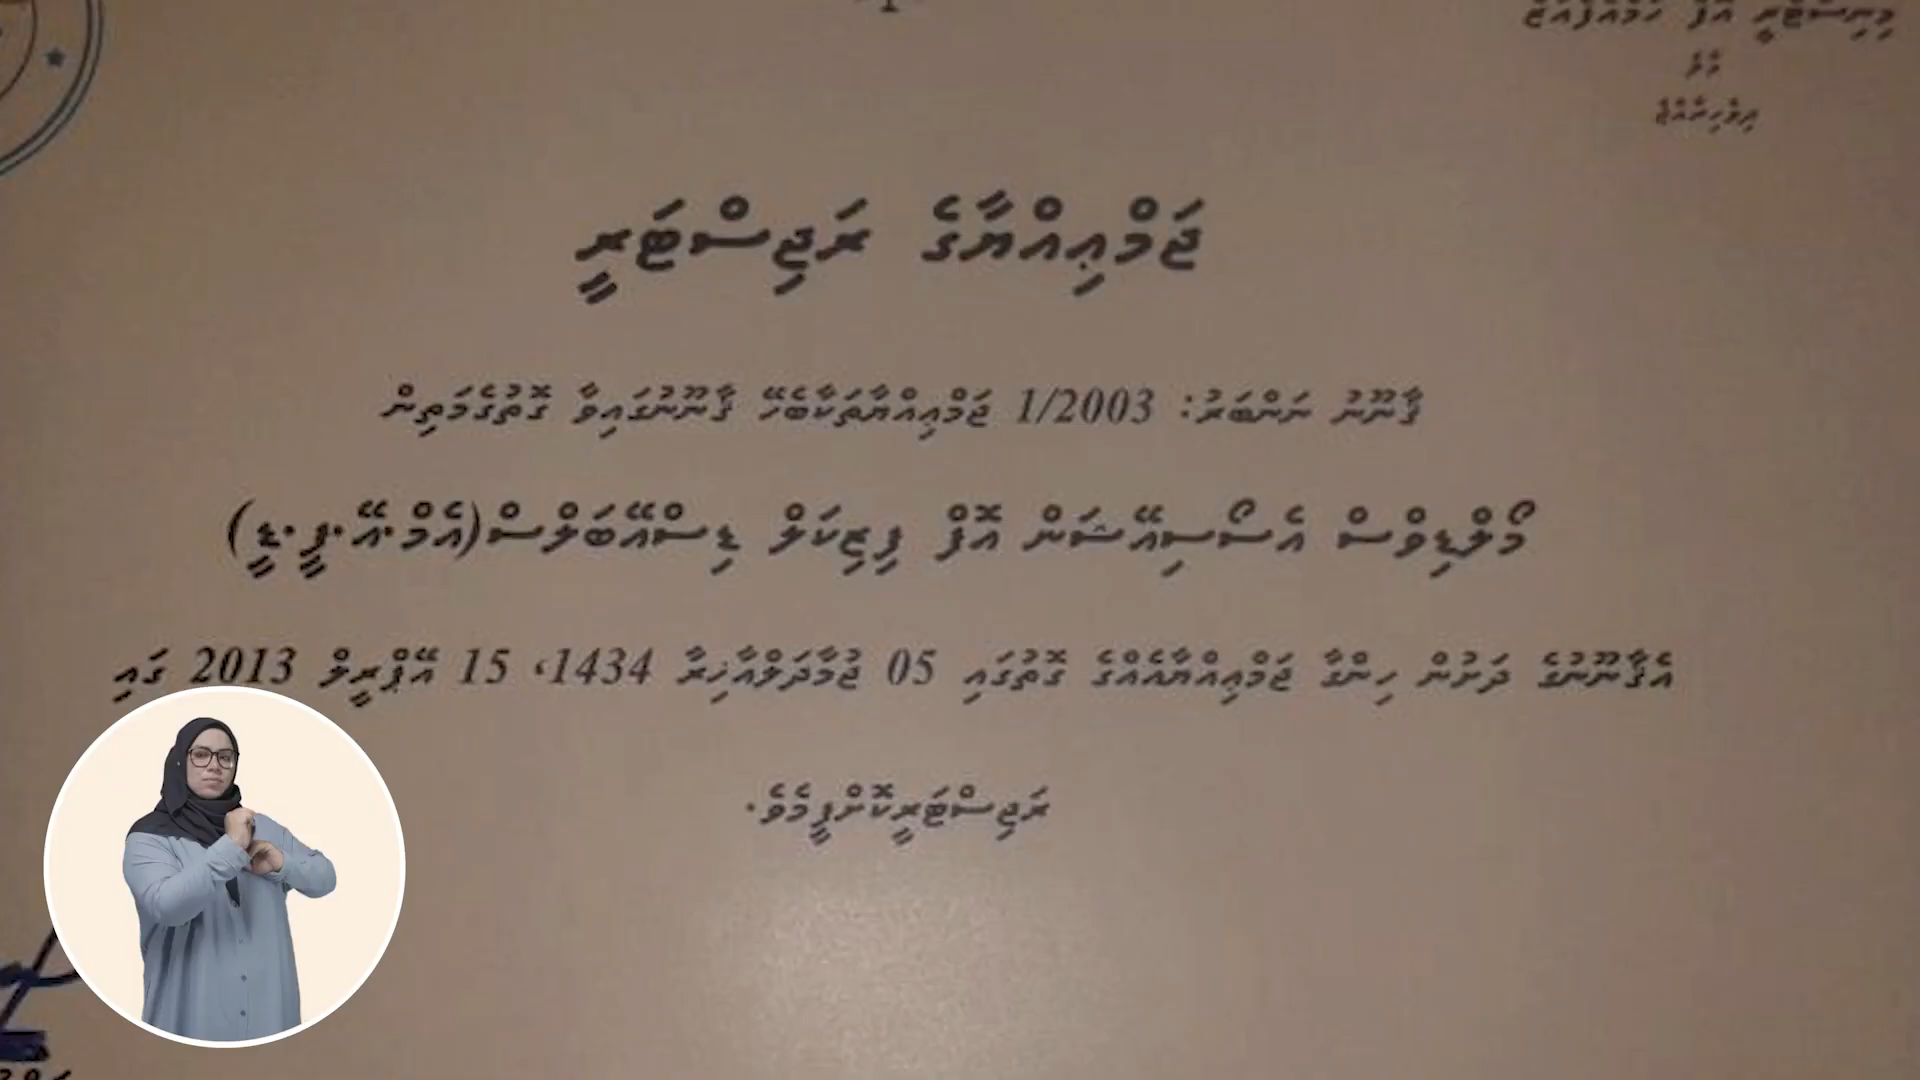 މިނިސްޓްރީ އޮފް ހޯމްއެފެއާޒް
މާލެ
ދިވެހިރާއްޖެ
ޖަމްޢިއްޔާގެ ރަޖިސްޓަރީ
ޤާނޫނު ނަންބަރު: 1/2003 ޖަމްޢިއްޔާތަކާބެހޭ ޤާނޫނުގައިވާ ގޮތުގެމަތިން
މޯލްޑިވްސް އެސޯސިއޭޝަން އޮފް ފިޒިކަލް ޑިސްއޭބަލްސް(އެމް.އޭ.ޕީ.ޑީ)
އެޤާނޫނުގެ ދަށުން ހިންގާ ޖަމްޢިއްޔާއެއްގެ ގޮތުގައި 05 ޖުމާދަލްއާޚިރާ 1434، 15 އޭޕްރީލް 2013 ގައި
ރަޖިސްޓަރީކޮށްފީމެވެ.